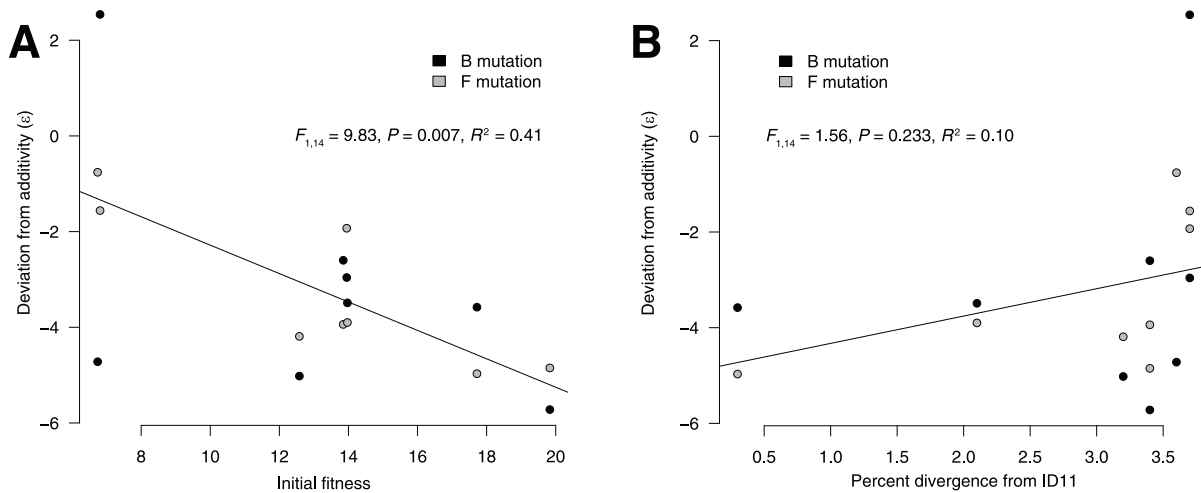 A
B mutation
F mutation
F1,14 = 9.83, P = 0.007, R² = 0.41
Deviation from additivity (ε)
2
0
−2
−4
−6
8 10 12 14 16 18 20
Initial fitness
B
B mutation
F mutation
F1,14 = 1.56, P = 0.233, R² = 0.10
Deviation from additivity (ε)
2
0
−2
−4
−6
0.5 1.0 1.5 2.0 2.5 3.0 3.5
Percent divergence from ID11